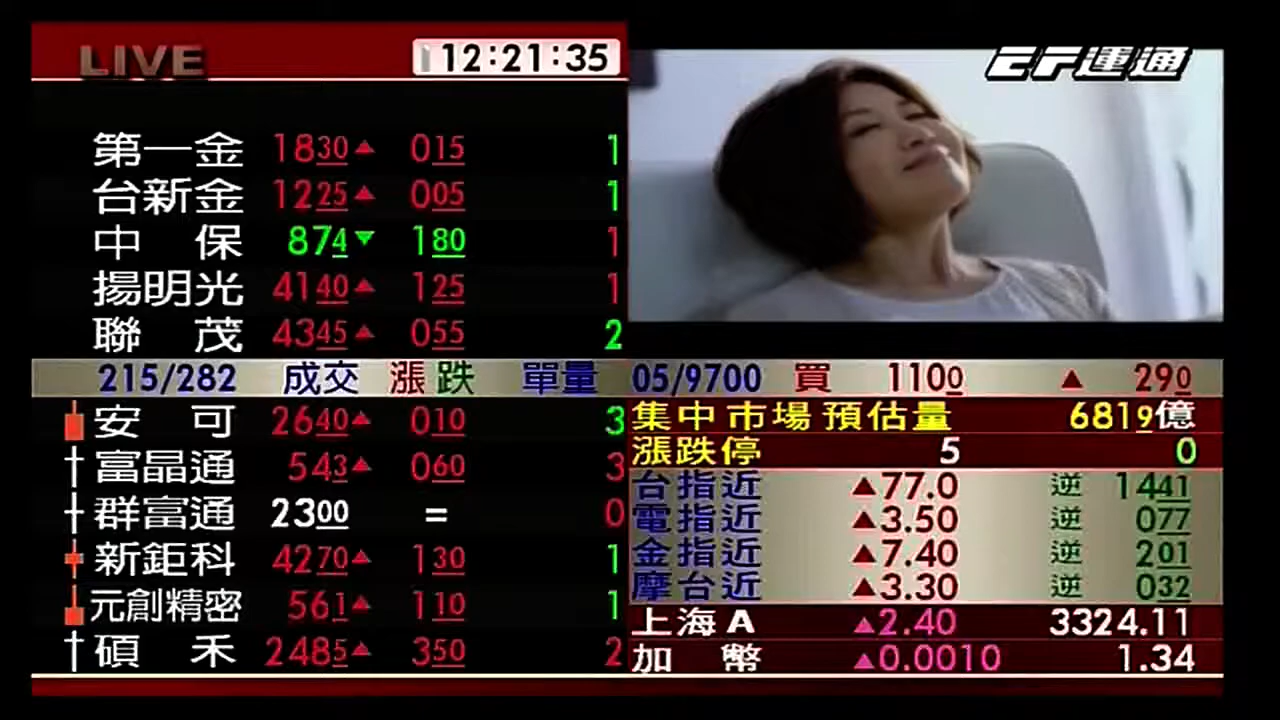 LIVE 12:21:35
運通
第一金 1830▲ 015 1
台新金 1225▲ 005 1
中保 874▼ 180 1
揚明光 4140▲ 125 1
聯茂 4345▲ 055 2
215/282 成交 漲跌 單量
安可 2640▲ 010 3
富晶通 543▲ 060 3
群富通 2300 = 0
新鉅科 4270▲ 130 1
元創精密 561▲ 110 1
碩禾 2485▲ 350 2
05/9700 買 1100 ▲ 290
集中市場預估量 6819億
漲跌停 5 0
台指近 ▲77.0 逆 1441
電指近 ▲3.50 逆 077
金指近 ▲7.40 逆 201
摩台近 ▲3.30 逆 032
上海A ▲2.40 3324.11
加幣 ▲0.0010 1.34